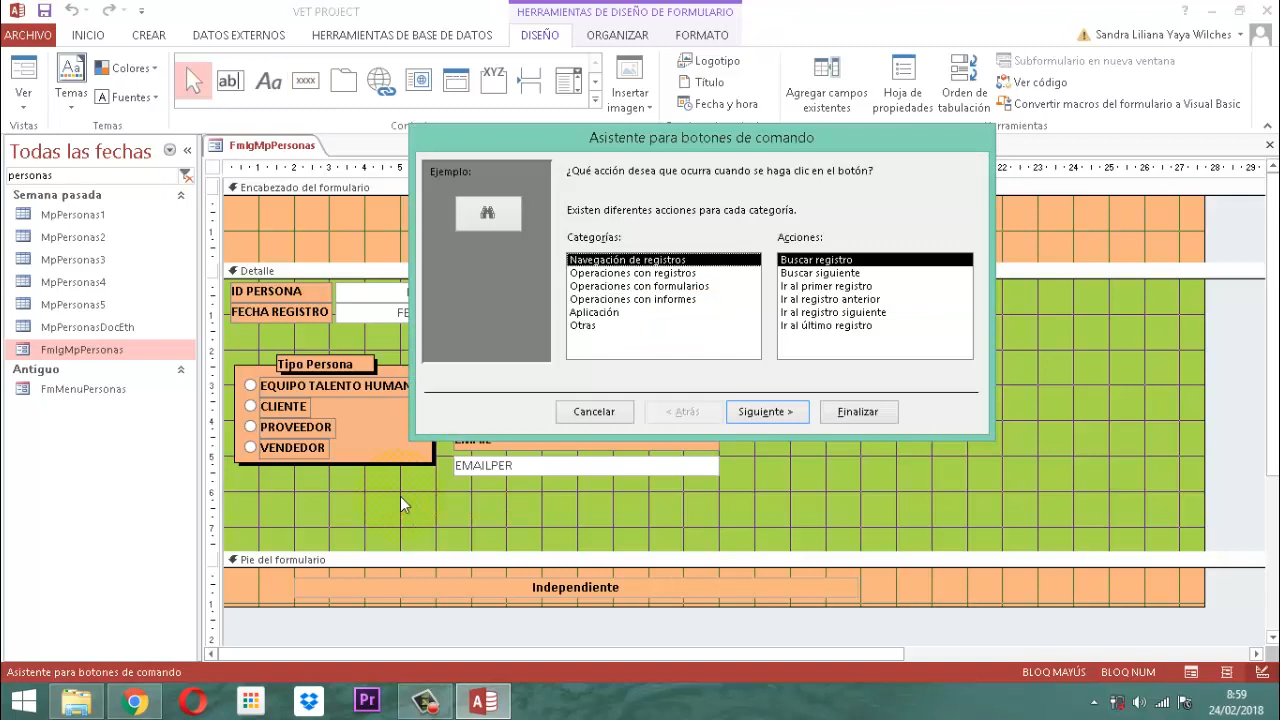 VET PROJECT
HERRAMIENTAS DE DISEÑO DE FORMULARIO
ARCHIVO
INICIO
CREAR
DATOS EXTERNOS
HERRAMIENTAS DE BASE DE DATOS
DISEÑO
ORGANIZAR
FORMATO
Sandra Liliana Yaya Wilches
Ver
Temas
Colores
Fuentes
ab
Aa
xxxx
XYZ
Insertar
imagen
Logotipo
Título
Fecha y hora
Agregar campos
existentes
Hoja de
propiedades
Orden de
tabulación
Subformulario en nueva ventana
Ver código
Convertir macros del formulario a Visual Basic
Vistas
Temas
Herramientas
Todas las fechas
personas
Semana pasada
MpPersonas1
MpPersonas2
MpPersonas3
MpPersonas4
MpPersonas5
MpPersonasDocEth
FmIgMpPersonas
Antiguo
FmMenuPersonas
FmIgMpPersonas
Encabezado del formulario
Detalle
ID PERSONA
FECHA REGISTRO
FE
Tipo Persona
EQUIPO TALENTO HUMAN
CLIENTE
PROVEEDOR
VENDEDOR
EMAILPER
Pie del formulario
Independiente
Asistente para botones de comando
Ejemplo:
¿Qué acción desea que ocurra cuando se haga clic en el botón?
Existen diferentes acciones para cada categoría.
Categorías:
Navegación de registros
Operaciones con registros
Operaciones con formularios
Operaciones con informes
Aplicación
Otras
Acciones:
Buscar registro
Buscar siguiente
Ir al primer registro
Ir al registro anterior
Ir al registro siguiente
Ir al último registro
Cancelar
< Atrás
Siguiente >
Finalizar
Asistente para botones de comando
BLOQ MAYÚS
BLOQ NUM
Pr
8:59
24/02/2018